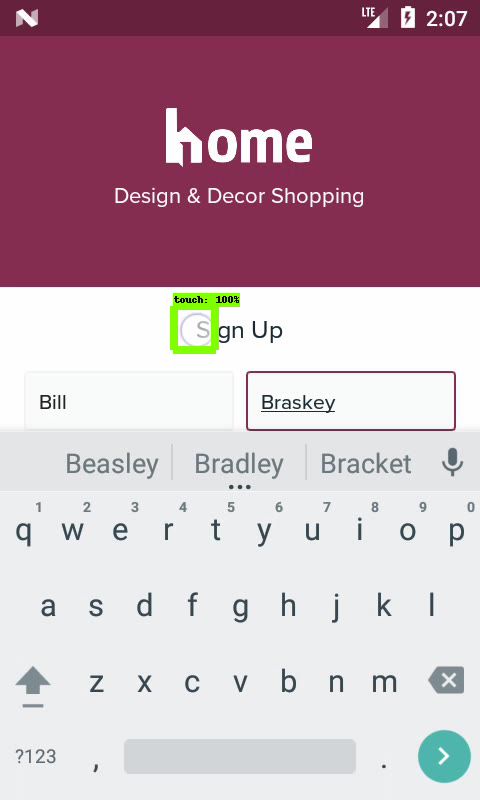 LTE 2:07
home
Design & Decor Shopping
touch: 100%
Sign Up
Bill Braskey
Beasley Bradley Bracket
1 2 3 4 5 6 7 8 9 0
q w e r t y u i o p
a s d f g h j k l
z x c v b n m
?123 , .